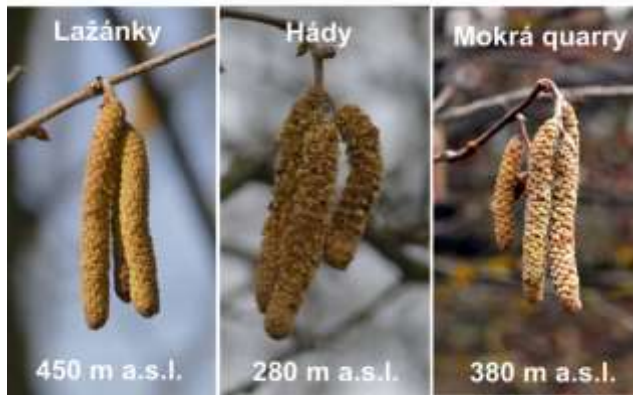 Lažánky
450 m a.s.l.
Hády
280 m a.s.l.
Mokrá quarry
380 m a.s.l.